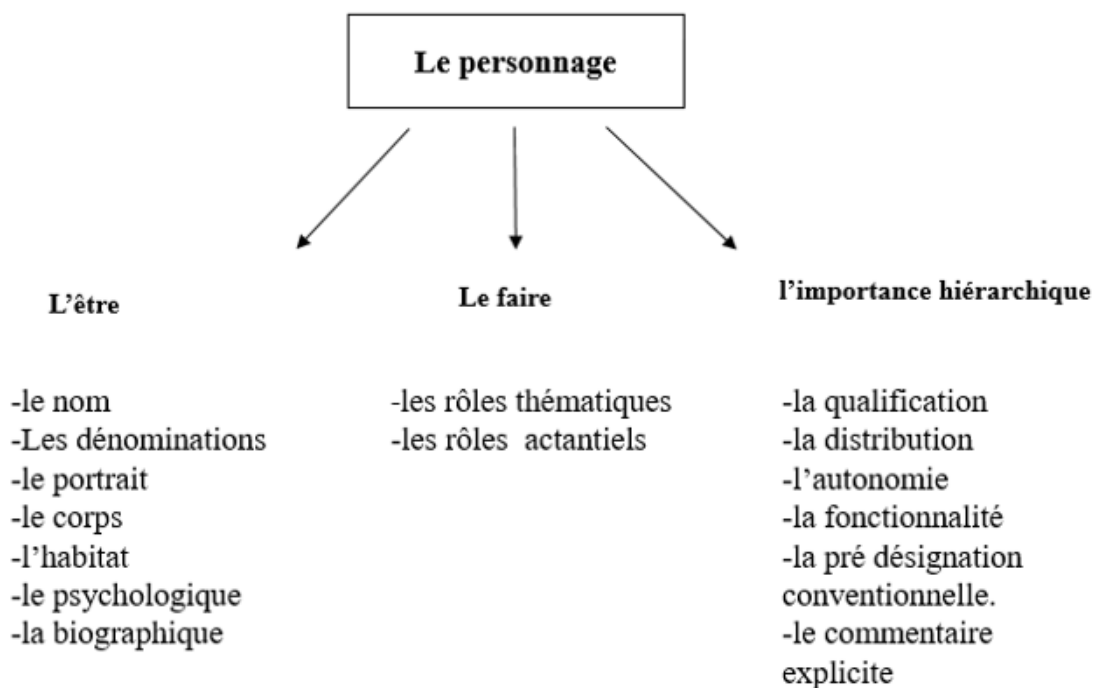 Le personnage
L’être
-le nom
-Les dénominations
-le portrait
-le corps
-l’habitat
-le psychologique
-la biographique
Le faire
-les rôles thématiques
-les rôles actantiels
l’importance hiérarchique
-la qualification
-la distribution
-l’autonomie
-la fonctionnalité
-la pré désignation
conventionnelle.
-le commentaire
explicite